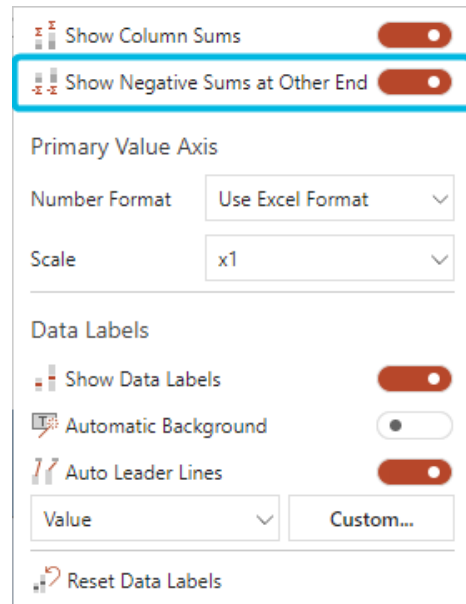 Show Column Sums
Show Negative Sums at Other End
Primary Value Axis
Number Format Use Excel Format
Scale x1
Data Labels
Show Data Labels
Automatic Background
Auto Leader Lines
Value Custom...
Reset Data Labels